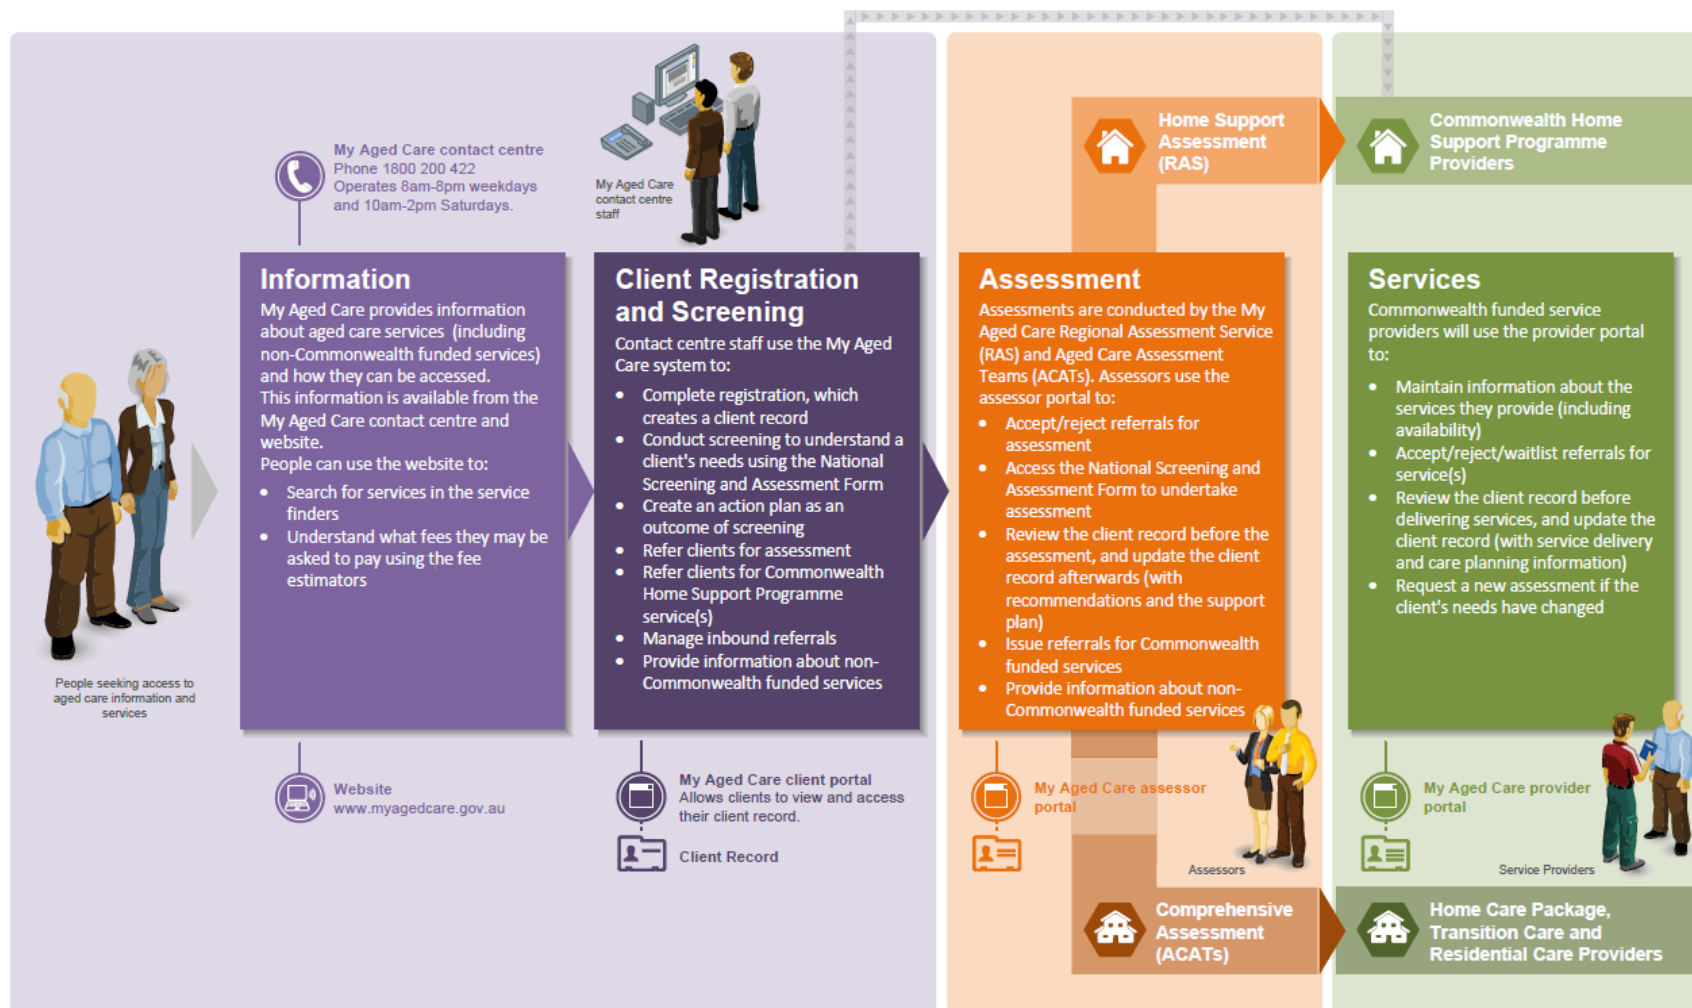 My Aged Care contact centre
Phone 1800 200 422
Operates 8am-8pm weekdays
and 10am-2pm Saturdays.
My Aged Care
contact centre
staff
Home Support
Assessment
(RAS)
Commonwealth Home
Support Programme
Providers
People seeking access to
aged care information and
services
Information
My Aged Care provides information
about aged care services (including
non-Commonwealth funded services)
and how they can be accessed.
This information is available from the
My Aged Care contact centre and
website.
People can use the website to:
• Search for services in the service
finders
• Understand what fees they may be
asked to pay using the fee
estimators
Website
www.myagedcare.gov.au
Client Registration
and Screening
Contact centre staff use the My Aged
Care system to:
• Complete registration, which
creates a client record
• Conduct screening to understand a
client's needs using the National
Screening and Assessment Form
• Create an action plan as an
outcome of screening
• Refer clients for assessment
• Refer clients for Commonwealth
Home Support Programme
service(s)
• Manage inbound referrals
• Provide information about non-
Commonwealth funded services
My Aged Care client portal
Allows clients to view and access
their client record.
Client Record
Assessment
Assessments are conducted by the My
Aged Care Regional Assessment Service
(RAS) and Aged Care Assessment
Teams (ACATs). Assessors use the
assessor portal to:
• Accept/reject referrals for
assessment
• Access the National Screening and
Assessment Form to undertake
assessment
• Review the client record before the
assessment, and update the client
record afterwards (with
recommendations and the support
plan)
• Issue referrals for Commonwealth
funded services
• Provide information about non-
Commonwealth funded services
My Aged Care assessor
portal
Assessors
Services
Commonwealth funded service
providers will use the provider portal
to:
• Maintain information about the
services they provide (including
availability)
• Accept/reject/waitlist referrals for
service(s)
• Review the client record before
delivering services, and update the
client record (with service delivery
and care planning information)
• Request a new assessment if the
client's needs have changed
My Aged Care provider
portal
Service Providers
Comprehensive
Assessment
(ACATs)
Home Care Package,
Transition Care and
Residential Care Providers